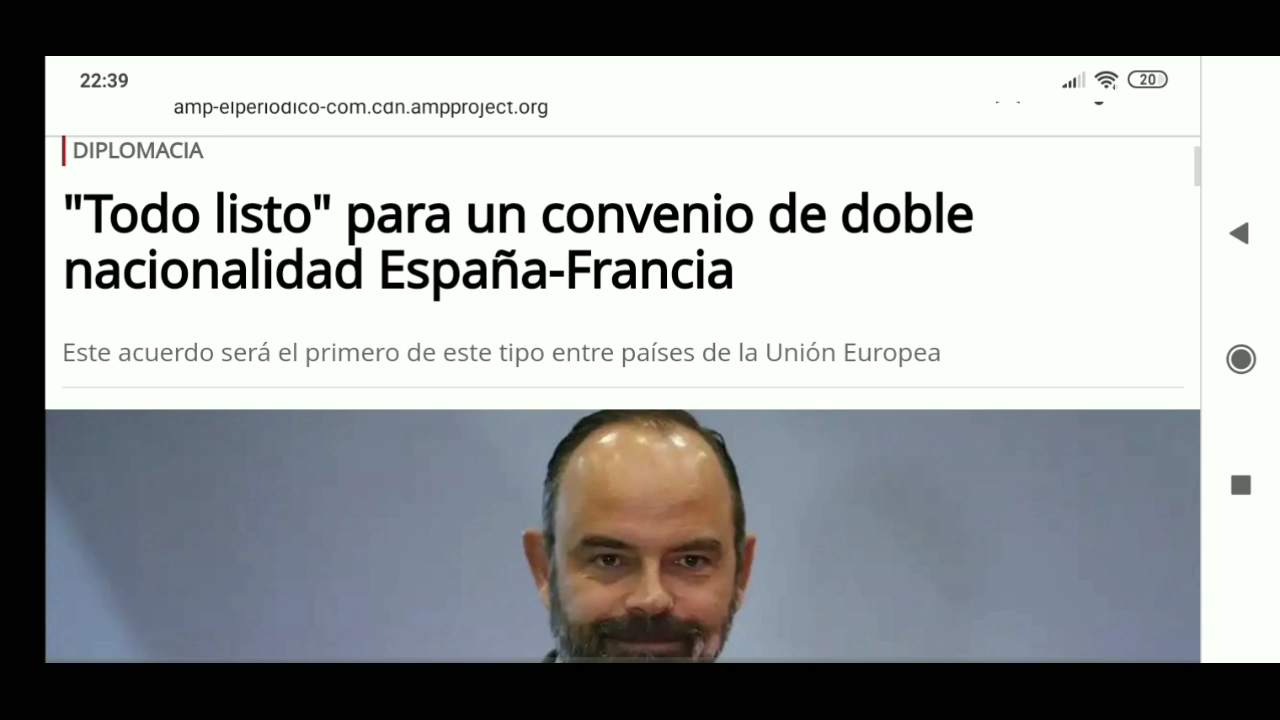 22:39
20
amp-elperiodico-com.cdn.ampproject.org
DIPLOMACIA
"Todo listo" para un convenio de doble
nacionalidad España-Francia
Este acuerdo será el primero de este tipo entre países de la Unión Europea